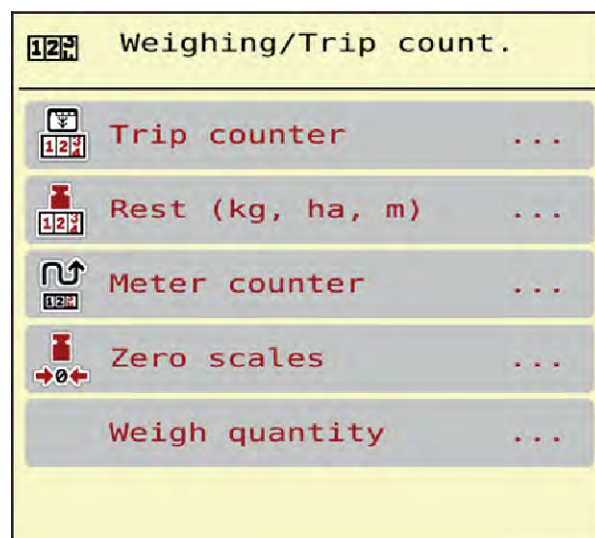 Weighing/Trip count.
Trip counter ...
Rest (kg, ha, m) ...
Meter counter ...
Zero scales ...
Weigh quantity ...